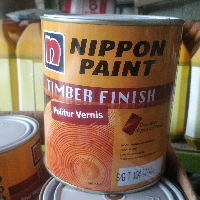 n
NIPPON
PAINT
TIMBER FINISH
Politur Vernis